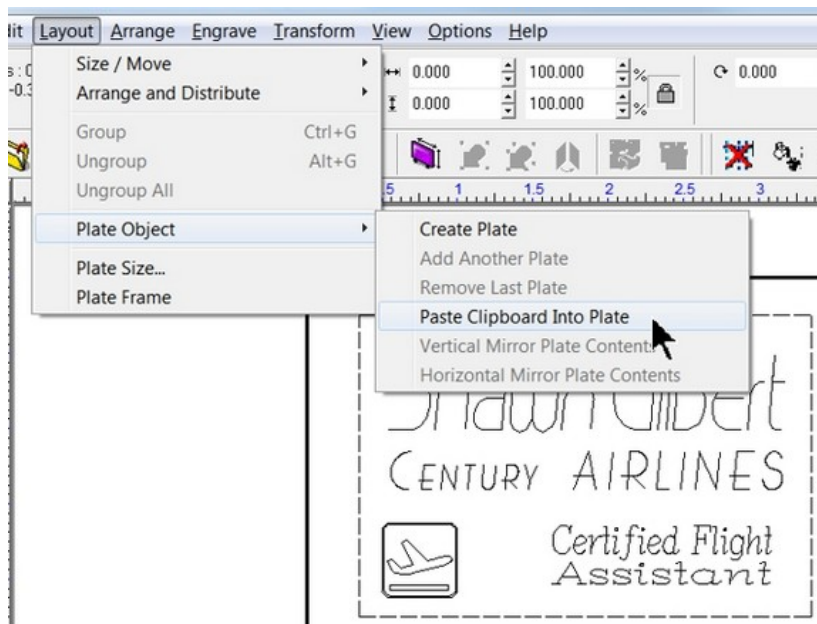 dit Layout Arrange Engrave Transform View Options Help
Size / Move
Arrange and Distribute
Group Ctrl+G
Ungroup Alt+G
Ungroup All
Plate Object
Plate Size...
Plate Frame
0.000 100.000 % 0.000
0.000 100.000 %
.5 1 1.5 2 2.5 3
Create Plate
Add Another Plate
Remove Last Plate
Paste Clipboard Into Plate
Vertical Mirror Plate Contents
Horizontal Mirror Plate Contents
Shawn Gilbert
CENTURY AIRLINES
Certified Flight
Assistant